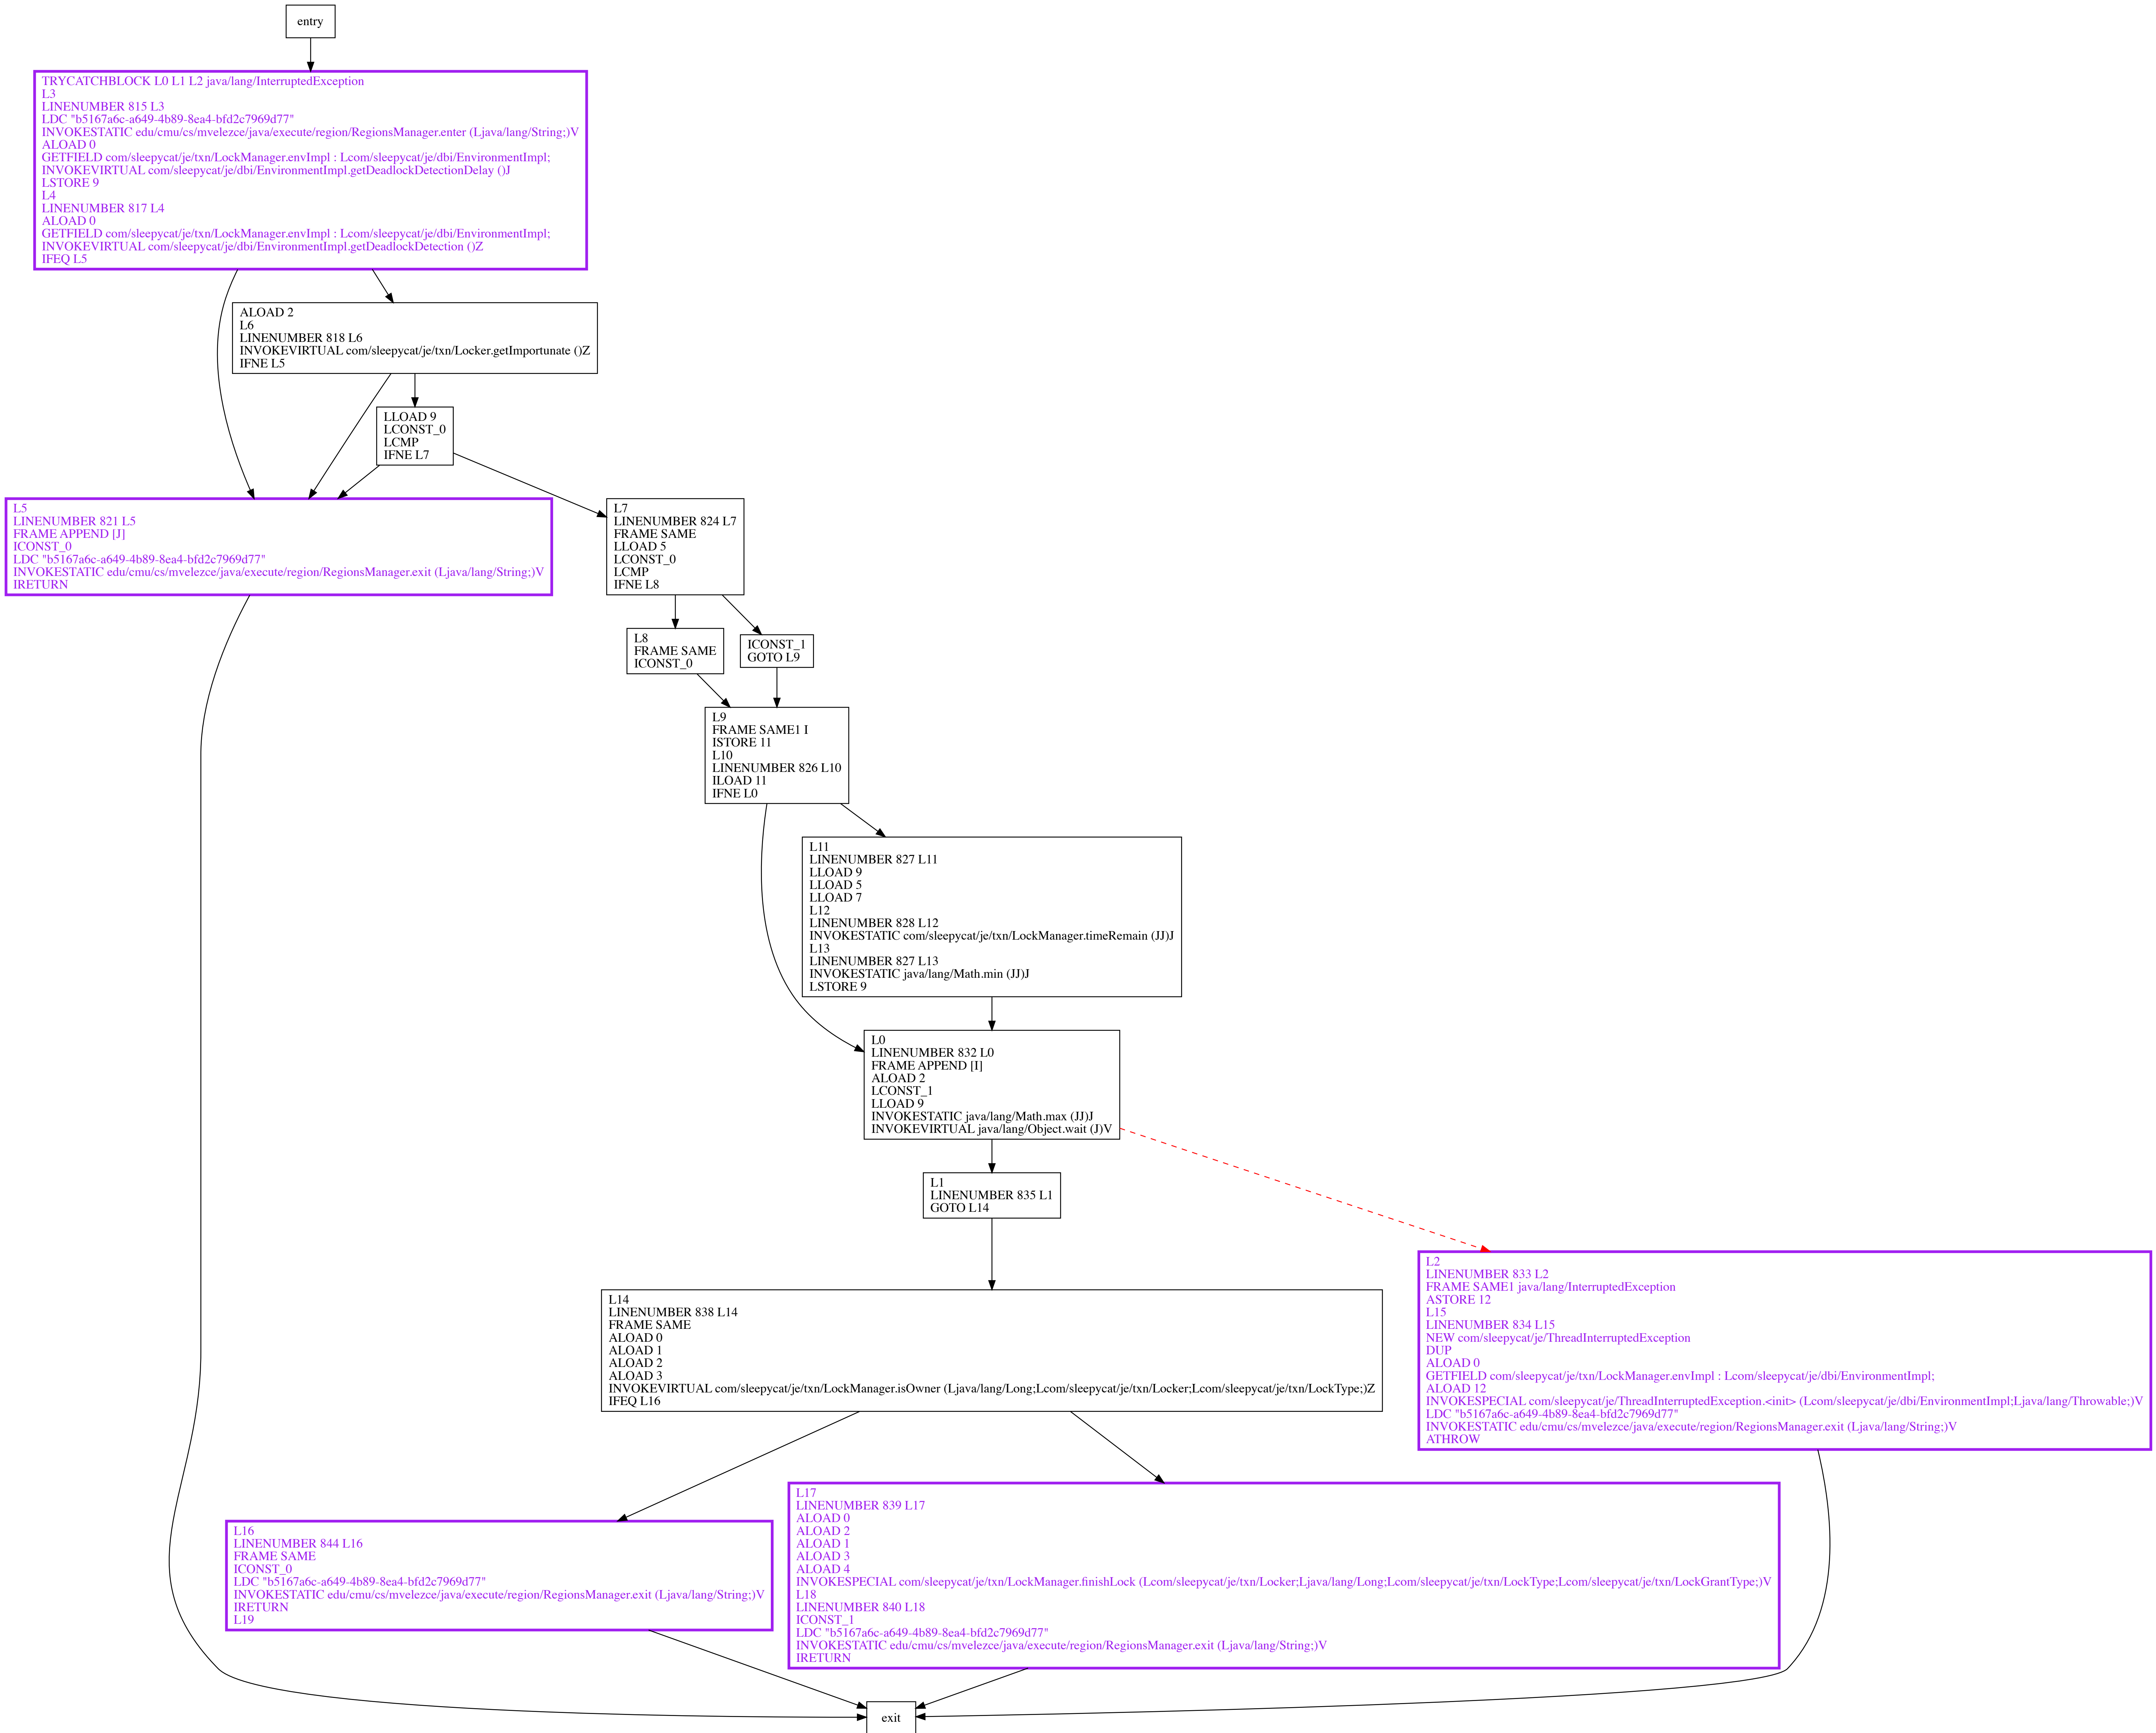 entry
TRYCATCHBLOCK L0 L1 L2 java/lang/InterruptedException
L3
LINENUMBER 815 L3
LDC "b5167a6c-a649-4b89-8ea4-bfd2c7969d77"
INVOKESTATIC edu/cmu/cs/mvelezce/java/execute/region/RegionsManager.enter (Ljava/lang/String;)V
ALOAD 0
GETFIELD com/sleepycat/je/txn/LockManager.envImpl : Lcom/sleepycat/je/dbi/EnvironmentImpl;
INVOKEVIRTUAL com/sleepycat/je/dbi/EnvironmentImpl.getDeadlockDetectionDelay ()J
LSTORE 9
L4
LINENUMBER 817 L4
ALOAD 0
GETFIELD com/sleepycat/je/txn/LockManager.envImpl : Lcom/sleepycat/je/dbi/EnvironmentImpl;
INVOKEVIRTUAL com/sleepycat/je/dbi/EnvironmentImpl.getDeadlockDetection ()Z
IFEQ L5
ALOAD 2
L6
LINENUMBER 818 L6
INVOKEVIRTUAL com/sleepycat/je/txn/Locker.getImportunate ()Z
IFNE L5
LLOAD 9
LCONST_0
LCMP
IFNE L7
L5
LINENUMBER 821 L5
FRAME APPEND [J]
ICONST_0
LDC "b5167a6c-a649-4b89-8ea4-bfd2c7969d77"
INVOKESTATIC edu/cmu/cs/mvelezce/java/execute/region/RegionsManager.exit (Ljava/lang/String;)V
IRETURN
L7
LINENUMBER 824 L7
FRAME SAME
LLOAD 5
LCONST_0
LCMP
IFNE L8
L8
FRAME SAME
ICONST_0
ICONST_1
GOTO L9
L9
FRAME SAME1 I
ISTORE 11
L10
LINENUMBER 826 L10
ILOAD 11
IFNE L0
L11
LINENUMBER 827 L11
LLOAD 9
LLOAD 5
LLOAD 7
L12
LINENUMBER 828 L12
INVOKESTATIC com/sleepycat/je/txn/LockManager.timeRemain (JJ)J
L13
LINENUMBER 827 L13
INVOKESTATIC java/lang/Math.min (JJ)J
LSTORE 9
L0
LINENUMBER 832 L0
FRAME APPEND [I]
ALOAD 2
LCONST_1
LLOAD 9
INVOKESTATIC java/lang/Math.max (JJ)J
INVOKEVIRTUAL java/lang/Object.wait (J)V
L1
LINENUMBER 835 L1
GOTO L14
L2
LINENUMBER 833 L2
FRAME SAME1 java/lang/InterruptedException
ASTORE 12
L15
LINENUMBER 834 L15
NEW com/sleepycat/je/ThreadInterruptedException
DUP
ALOAD 0
GETFIELD com/sleepycat/je/txn/LockManager.envImpl : Lcom/sleepycat/je/dbi/EnvironmentImpl;
ALOAD 12
INVOKESPECIAL com/sleepycat/je/ThreadInterruptedException.&lt;init&gt; (Lcom/sleepycat/je/dbi/EnvironmentImpl;Ljava/lang/Throwable;)V
LDC "b5167a6c-a649-4b89-8ea4-bfd2c7969d77"
INVOKESTATIC edu/cmu/cs/mvelezce/java/execute/region/RegionsManager.exit (Ljava/lang/String;)V
ATHROW
L14
LINENUMBER 838 L14
FRAME SAME
ALOAD 0
ALOAD 1
ALOAD 2
ALOAD 3
INVOKEVIRTUAL com/sleepycat/je/txn/LockManager.isOwner (Ljava/lang/Long;Lcom/sleepycat/je/txn/Locker;Lcom/sleepycat/je/txn/LockType;)Z
IFEQ L16
L17
LINENUMBER 839 L17
ALOAD 0
ALOAD 2
ALOAD 1
ALOAD 3
ALOAD 4
INVOKESPECIAL com/sleepycat/je/txn/LockManager.finishLock (Lcom/sleepycat/je/txn/Locker;Ljava/lang/Long;Lcom/sleepycat/je/txn/LockType;Lcom/sleepycat/je/txn/LockGrantType;)V
L18
LINENUMBER 840 L18
ICONST_1
LDC "b5167a6c-a649-4b89-8ea4-bfd2c7969d77"
INVOKESTATIC edu/cmu/cs/mvelezce/java/execute/region/RegionsManager.exit (Ljava/lang/String;)V
IRETURN
L16
LINENUMBER 844 L16
FRAME SAME
ICONST_0
LDC "b5167a6c-a649-4b89-8ea4-bfd2c7969d77"
INVOKESTATIC edu/cmu/cs/mvelezce/java/execute/region/RegionsManager.exit (Ljava/lang/String;)V
IRETURN
L19
exit